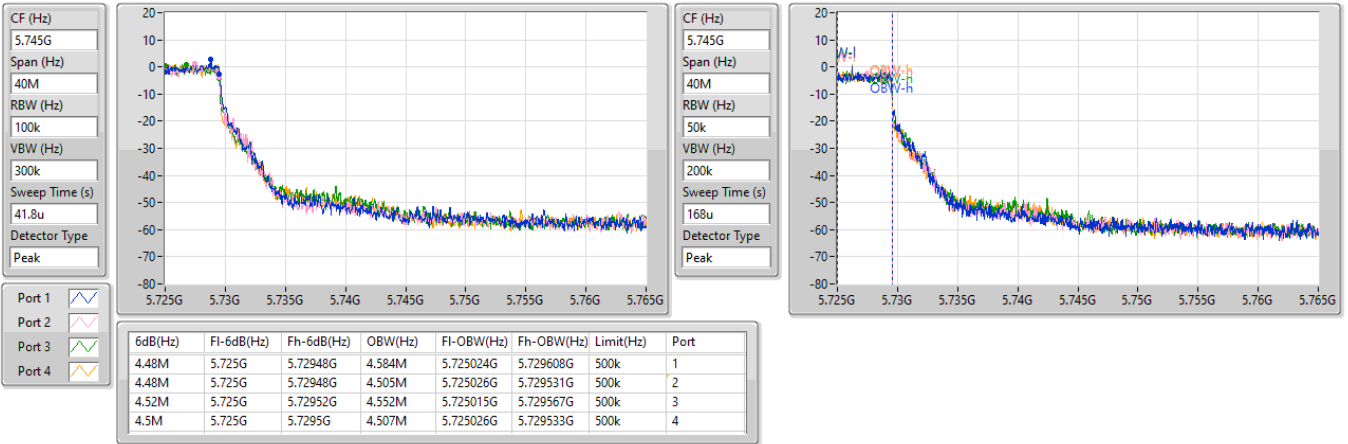 CF (Hz)
5.745G
Span (Hz)
40M
RBW (Hz)
100k
VBW (Hz)
300k
Sweep Time (s)
41.8u
Detector Type
Peak
20
10
0
-10
-20
-30
-40
-50
-60
-70
-80
5.725G 5.73G 5.735G 5.74G 5.745G 5.75G 5.755G 5.76G 5.765G
CF (Hz)
5.745G
Span (Hz)
40M
RBW (Hz)
50k
VBW (Hz)
200k
Sweep Time (s)
168u
Detector Type
Peak
20
10
0
-10
-20
-30
-40
-50
-60
-70
-80
W-l
OBW-h
W-h
OBW-h
5.725G 5.73G 5.735G 5.74G 5.745G 5.75G 5.755G 5.76G 5.765G
Port 1
Port 2
Port 3
Port 4
6dB(Hz) Fl-6dB(Hz) Fh-6dB(Hz) OBW(Hz) Fl-OBW(Hz) Fh-OBW(Hz) Limit(Hz) Port
4.48M 5.725G 5.72948G 4.584M 5.725024G 5.729608G 500k 1
4.48M 5.725G 5.72948G 4.505M 5.725026G 5.729531G 500k 2
4.52M 5.725G 5.72952G 4.552M 5.725015G 5.729567G 500k 3
4.5M 5.725G 5.7295G 4.507M 5.725026G 5.729533G 500k 4